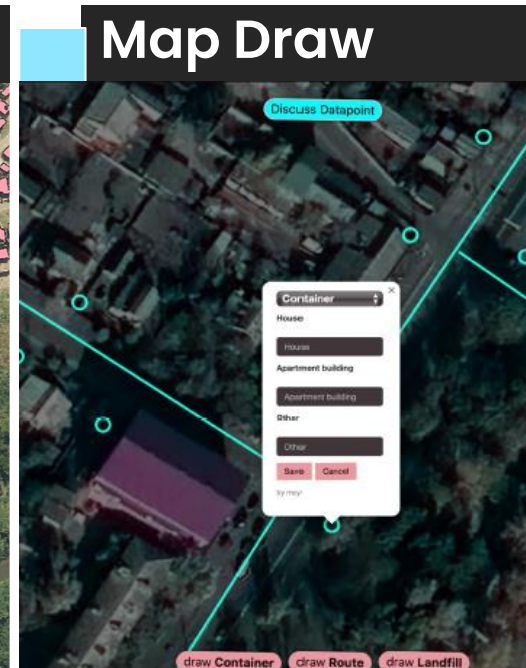 Map Draw
Discuss Datapoint
Container
House
House
Apartment building
Apartment building
Other
Other
Save Cancel
draw Container draw Route draw Landfill